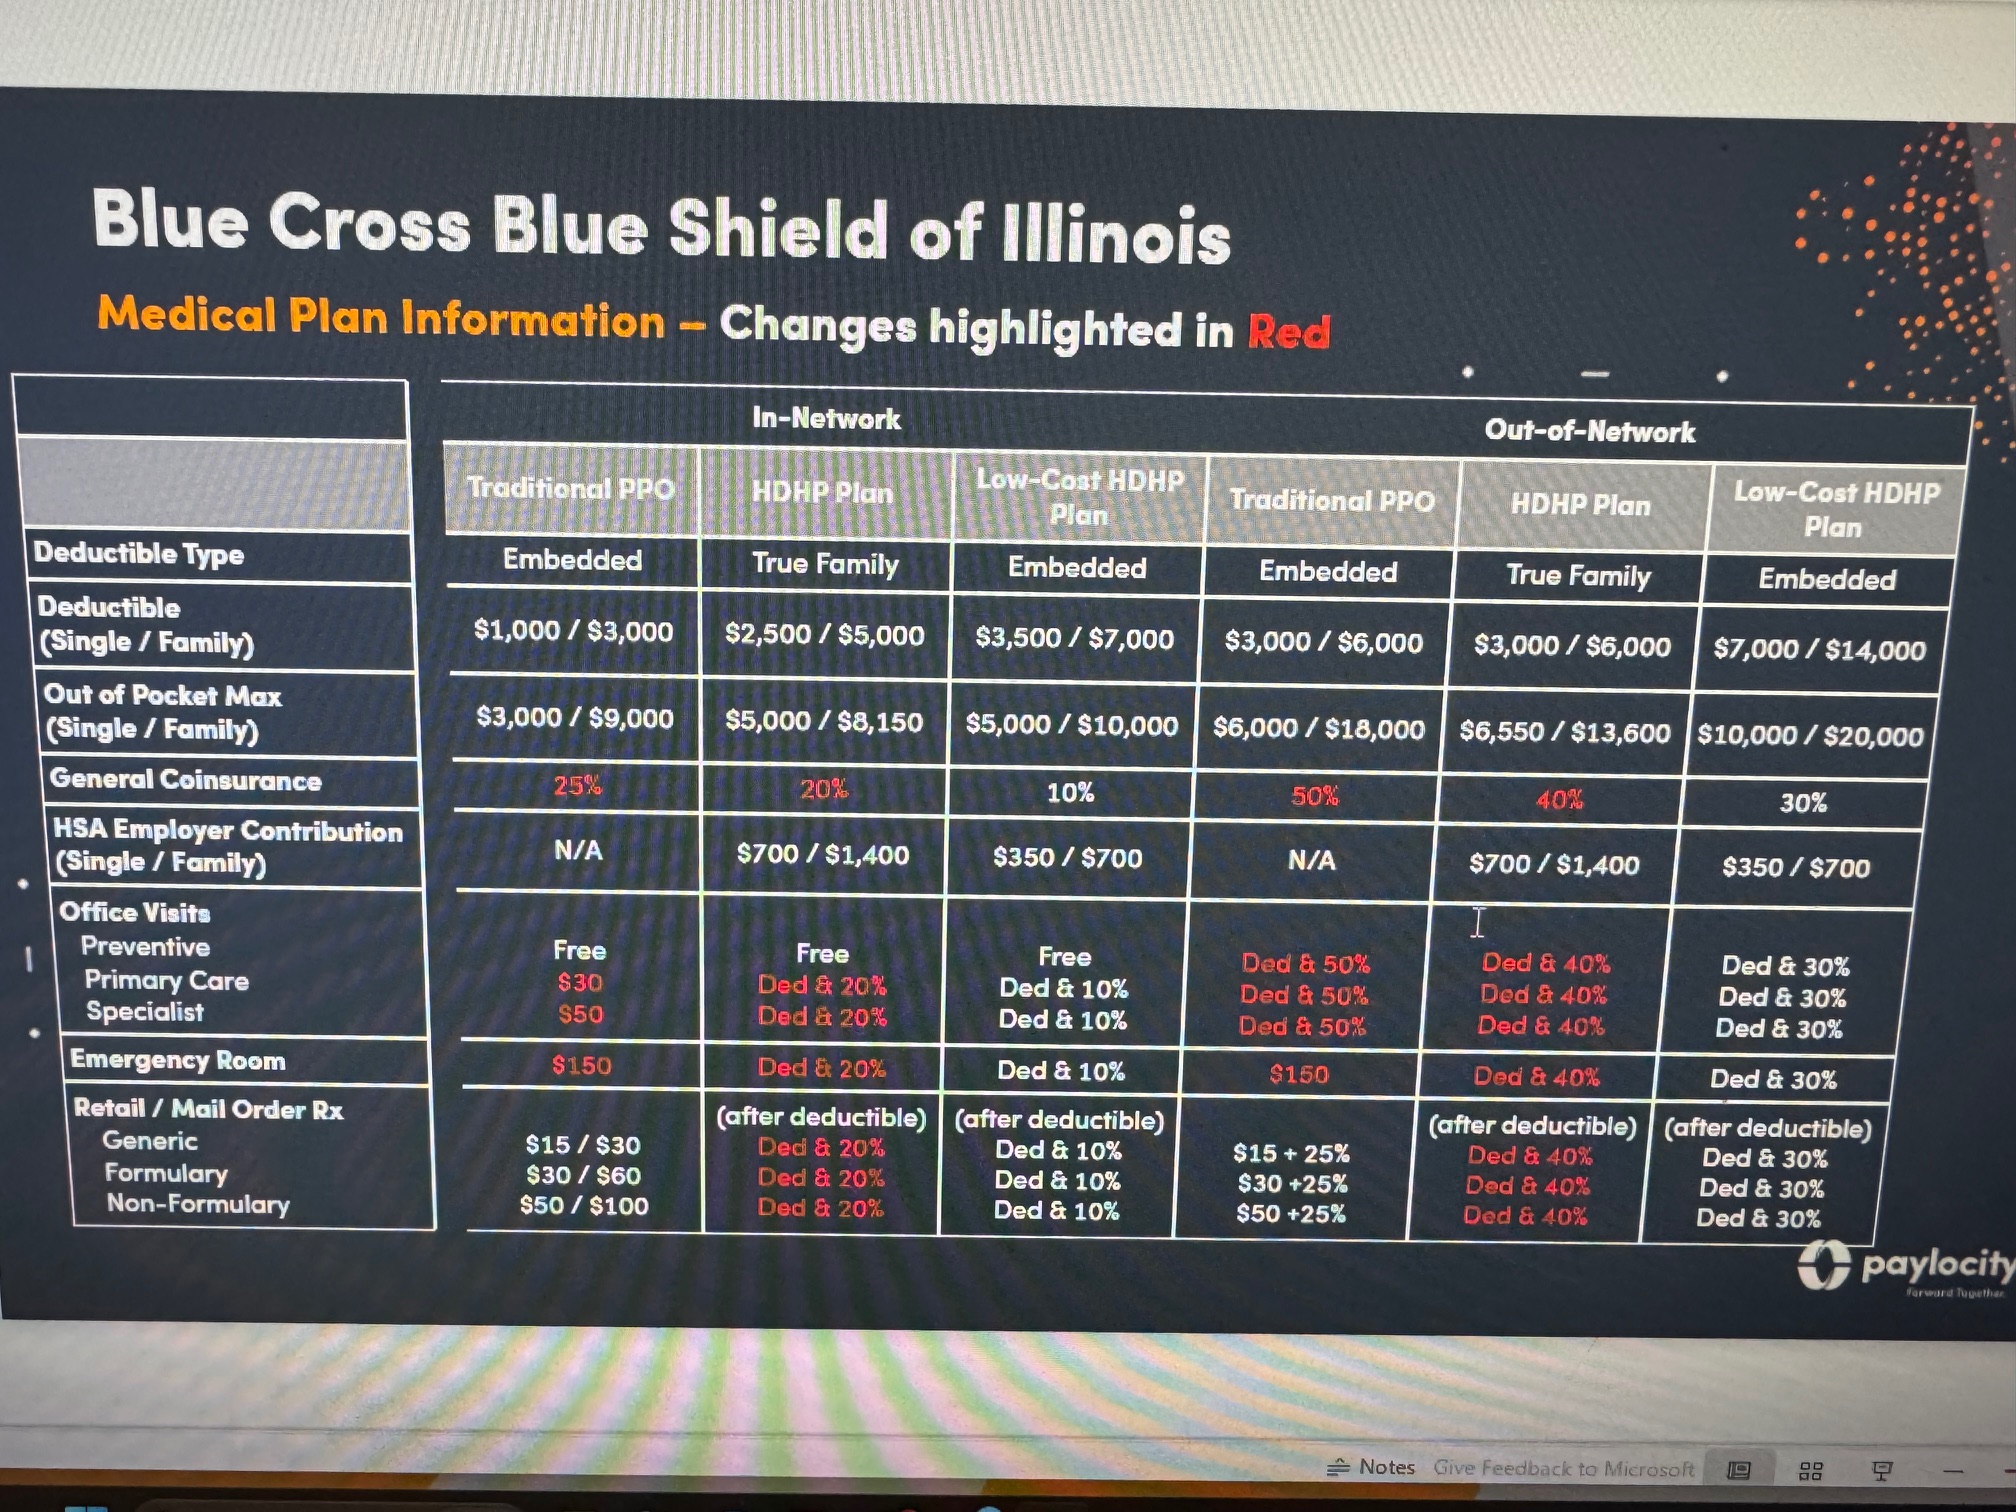 Blue Cross Blue Shield of Illinois
Medical Plan Information – Changes highlighted in Red
In-Network Out-of-Network
Traditional PPO HDHP Plan Low-Cost HDHP Plan Traditional PPO HDHP Plan Low-Cost HDHP Plan
Deductible Type Embedded True Family Embedded Embedded True Family Embedded
Deductible (Single / Family) $1,000 / $3,000 $2,500 / $5,000 $3,500 / $7,000 $3,000 / $6,000 $3,000 / $6,000 $7,000 / $14,000
Out of Pocket Max (Single / Family) $3,000 / $9,000 $5,000 / $8,150 $5,000 / $10,000 $6,000 / $18,000 $6,550 / $13,600 $10,000 / $20,000
General Coinsurance 25% 20% 10% 50% 40% 30%
HSA Employer Contribution (Single / Family) N/A $700 / $1,400 $350 / $700 N/A $700 / $1,400 $350 / $700
Office Visits
Preventive Free Free Free Ded & 50% Ded & 40% Ded & 30%
Primary Care $30 Ded & 20% Ded & 10% Ded & 50% Ded & 40% Ded & 30%
Specialist $50 Ded & 20% Ded & 10% Ded & 50% Ded & 40% Ded & 30%
Emergency Room $150 Ded & 20% Ded & 10% $150 Ded & 40% Ded & 30%
Retail / Mail Order Rx (after deductible) (after deductible) (after deductible) (after deductible)
Generic $15 / $30 Ded & 20% Ded & 10% $15 + 25% Ded & 40% Ded & 30%
Formulary $30 / $60 Ded & 20% Ded & 10% $30 +25% Ded & 40% Ded & 30%
Non-Formulary $50 / $100 Ded & 20% Ded & 10% $50 +25% Ded & 40% Ded & 30%
paylocity
Forward Together
Notes Give Feedback to Microsoft